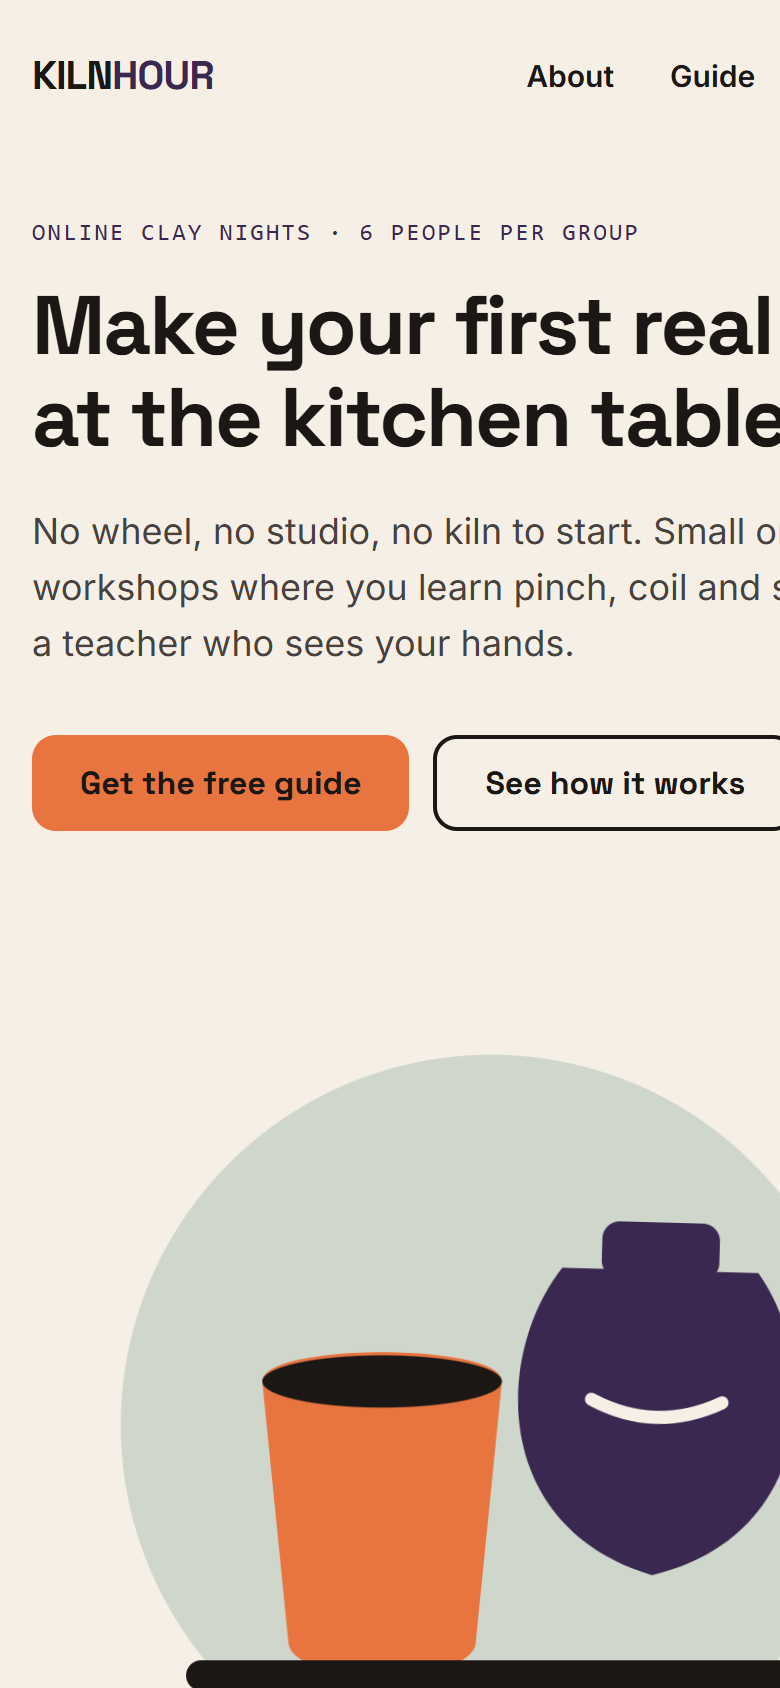 KILNHOUR
About Guide
ONLINE CLAY NIGHTS · 6 PEOPLE PER GROUP
Make your first real
at the kitchen table
No wheel, no studio, no kiln to start. Small
workshops where you learn pinch, coil and
a teacher who sees your hands.
Get the free guide See how it works